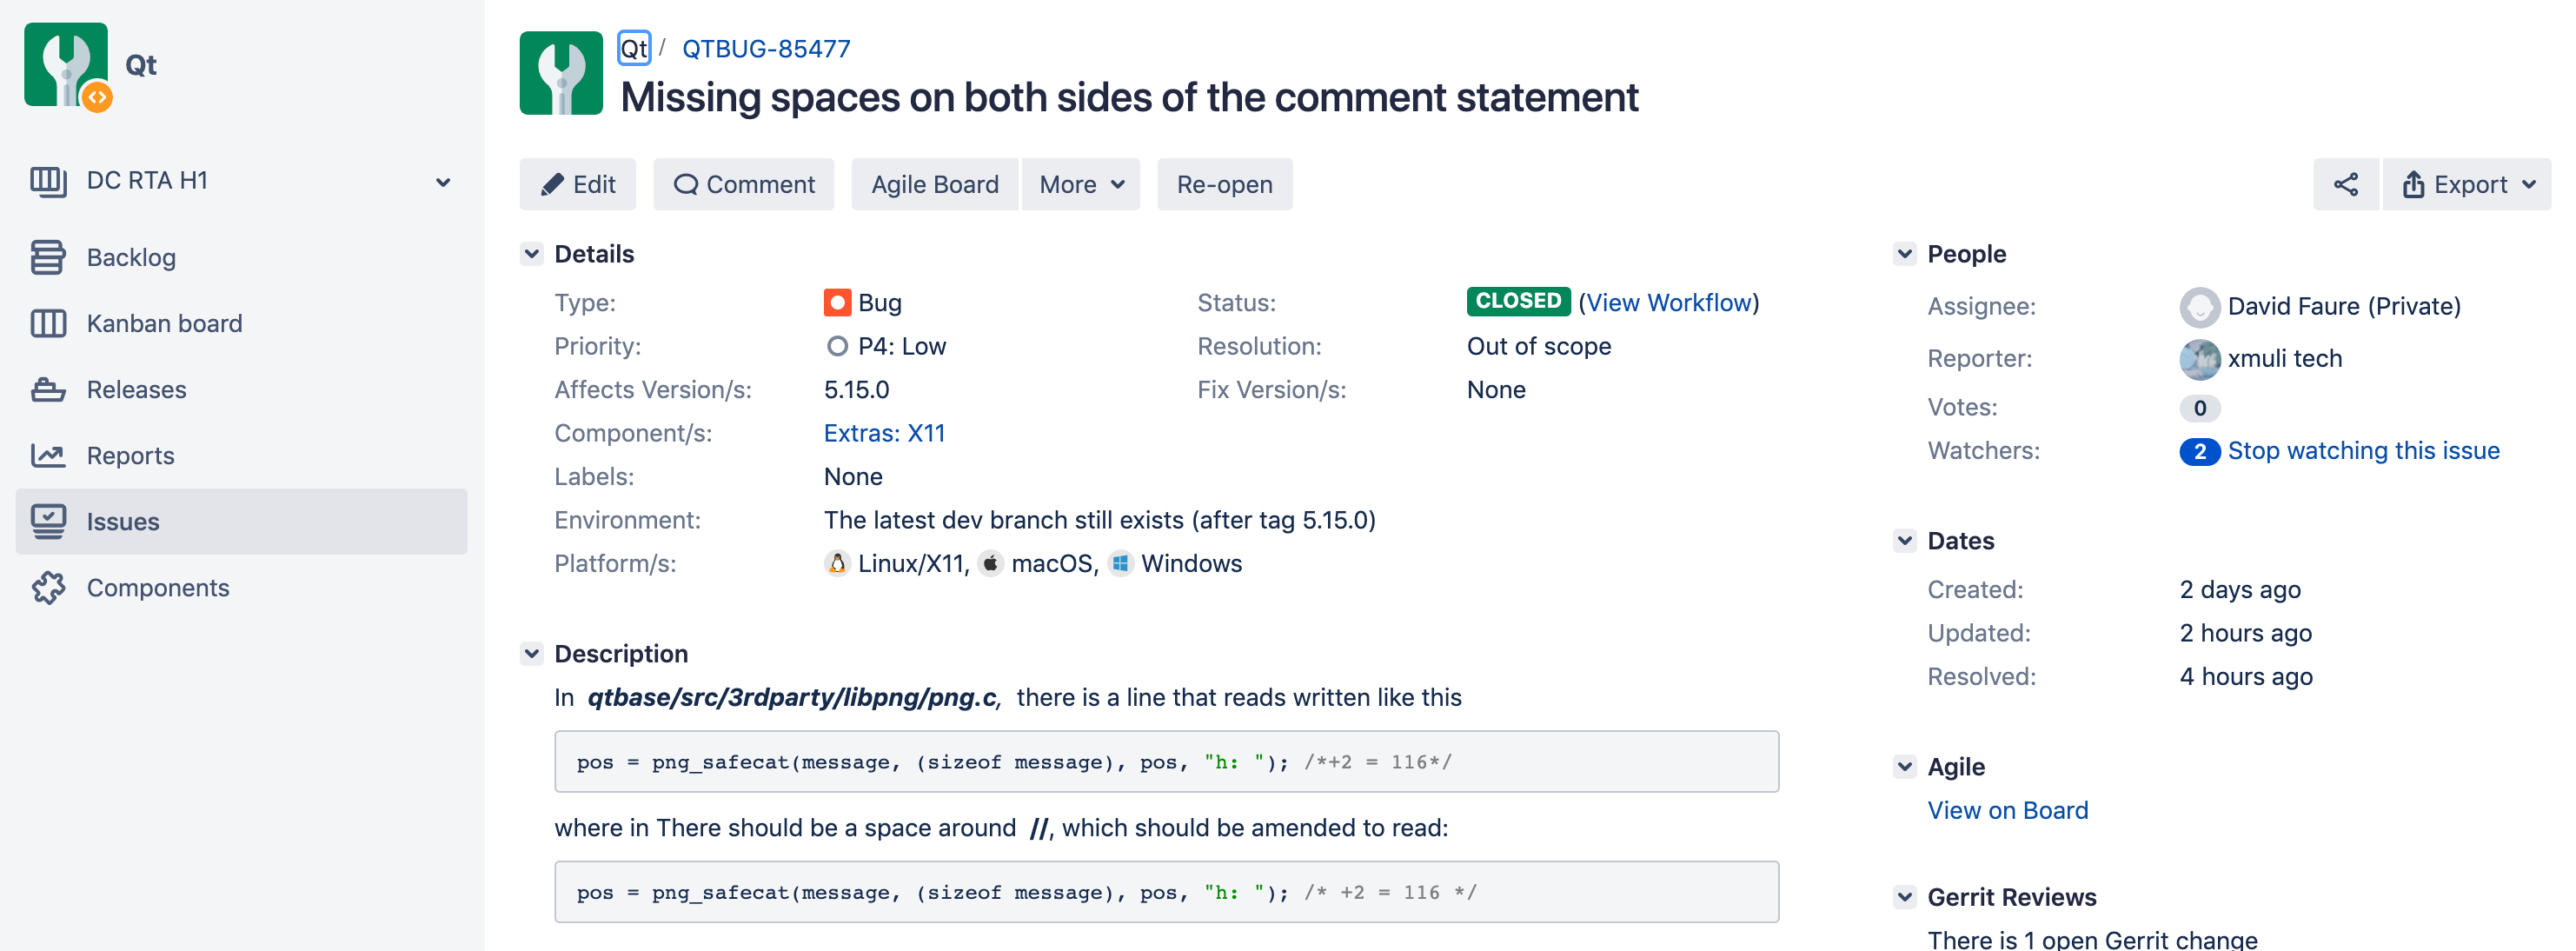 Qt
DC RTA H1
Backlog
Kanban board
Releases
Reports
Issues
Components
Qt / QTBUG-85477
Missing spaces on both sides of the comment statement
Edit Comment Agile Board More Re-open Export
Details
Type: Bug Status: CLOSED (View Workflow)
Priority: P4: Low Resolution: Out of scope
Affects Version/s: 5.15.0 Fix Version/s: None
Component/s: Extras: X11
Labels: None
Environment: The latest dev branch still exists (after tag 5.15.0)
Platform/s: Linux/X11, macOS, Windows
Description
In qtbase/src/3rdparty/libpng/png.c, there is a line that reads written like this
pos = png_safecat(message, (sizeof message), pos, "h: "); /*+2 = 116*/
where in There should be a space around //, which should be amended to read:
pos = png_safecat(message, (sizeof message), pos, "h: "); /* +2 = 116 */
People
Assignee: David Faure (Private)
Reporter: xmuli tech
Votes: 0
Watchers: 2 Stop watching this issue
Dates
Created: 2 days ago
Updated: 2 hours ago
Resolved: 4 hours ago
Agile
View on Board
Gerrit Reviews
There is 1 open Gerrit change